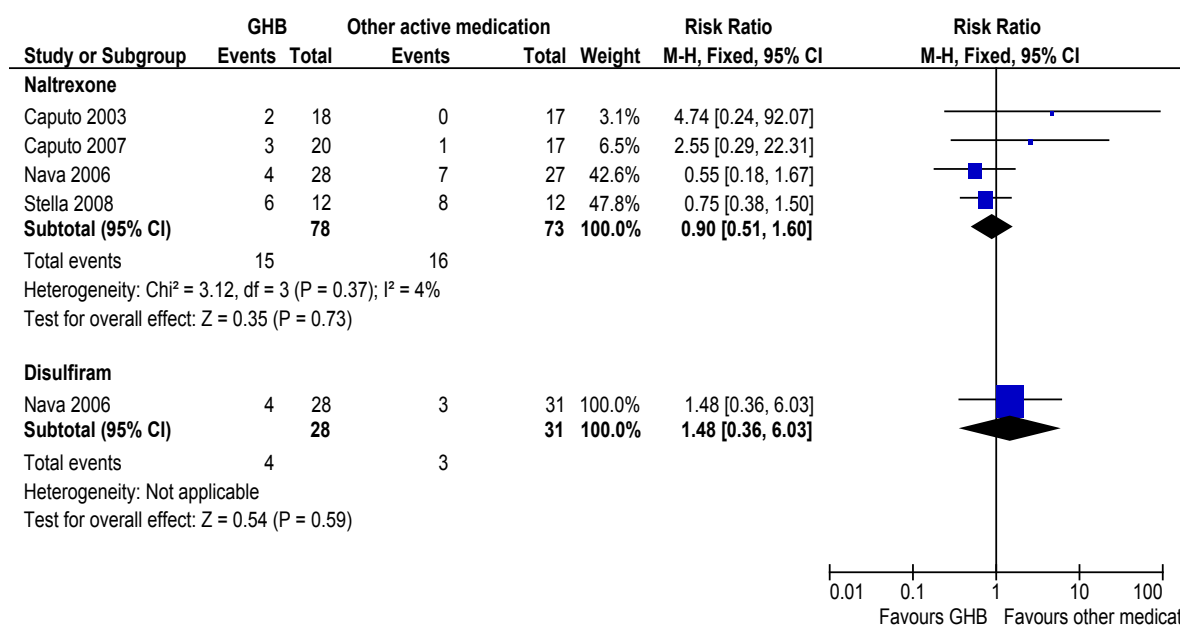 GHB Other active medication Risk Ratio Risk Ratio
Study or Subgroup Events Total Events Total Weight M-H, Fixed, 95% CI M-H, Fixed, 95% CI
Naltrexone
Caputo 2003 2 18 0 17 3.1% 4.74 [0.24, 92.07]
Caputo 2007 3 20 1 17 6.5% 2.55 [0.29, 22.31]
Nava 2006 4 28 7 27 42.6% 0.55 [0.18, 1.67]
Stella 2008 6 12 8 12 47.8% 0.75 [0.38, 1.50]
Subtotal (95% CI) 78 73 100.0% 0.90 [0.51, 1.60]
Total events 15 16
Heterogeneity: Chi² = 3.12, df = 3 (P = 0.37); I² = 4%
Test for overall effect: Z = 0.35 (P = 0.73)
Disulfiram
Nava 2006 4 28 3 31 100.0% 1.48 [0.36, 6.03]
Subtotal (95% CI) 28 31 100.0% 1.48 [0.36, 6.03]
Total events 4 3
Heterogeneity: Not applicable
Test for overall effect: Z = 0.54 (P = 0.59)
0.01 0.1 1 10 100
Favours GHB Favours other medicat